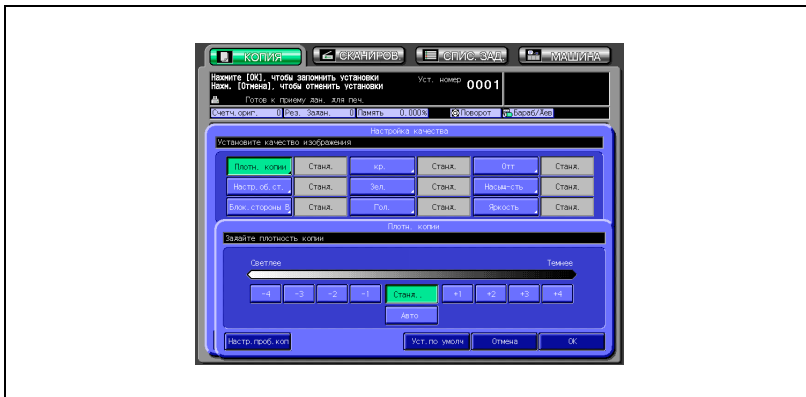 КОПИЯ СКАНИРОВ. СПИС. ЗАД. МАШИНА
Нажмите [OK], чтобы запомнить установки
Нажм. [Отмена], чтобы отменить установки
Уст. номер 0001
Готов к приему дан. для печ.
Счетч.ориг. 0 Рез. Задан. 0 Память 0.000% Поворот Бараб/Лев
Настройка качества
Установите качество изображения
Плотн. копии Станд. кр. Станд. Отт Станд.
Настр.об.ст. Станд. Зел. Станд. Насыщ-сть Станд.
Блок.стороны В Станд. Гол. Станд. Яркость Станд.
Плотн. копии
Задайте плотность копии
Светлее Темнее
-4 -3 -2 -1 Станд. +1 +2 +3 +4
Авто
Настр.проб.коп Уст.по умолч Отмена OK